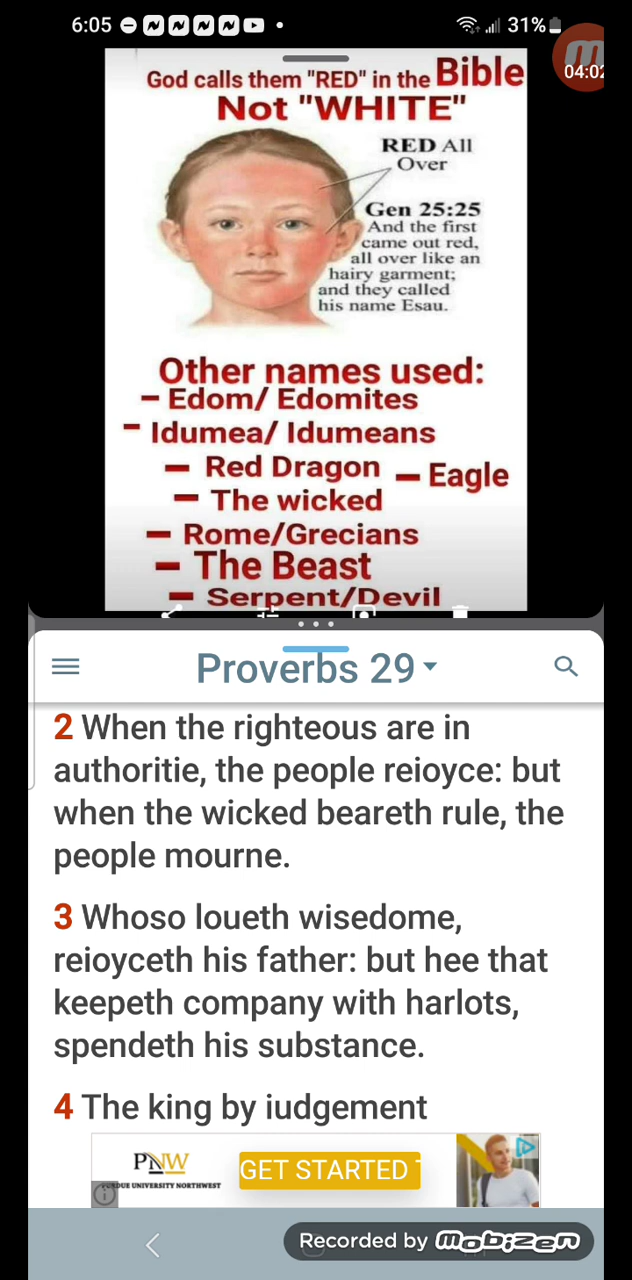 6:05
31%
04:02
God calls them "RED" in the Bible
Not "WHITE"
RED All
Over
Gen 25:25
And the first
came out red,
all over like an
hairy garment;
and they called
his name Esau.
Other names used:
– Edom/ Edomites
– Idumea/ Idumeans
– Red Dragon – Eagle
– The wicked
– Rome/Grecians
– The Beast
– Serpent/Devil
Proverbs 29
2 When the righteous are in
authoritie, the people reioyce: but
when the wicked beareth rule, the
people mourne.
3 Whoso loueth wisedome,
reioyceth his father: but hee that
keepeth company with harlots,
spendeth his substance.
4 The king by iudgement
PNW
PURDUE UNIVERSITY NORTHWEST
GET STARTED
Recorded by mobizen